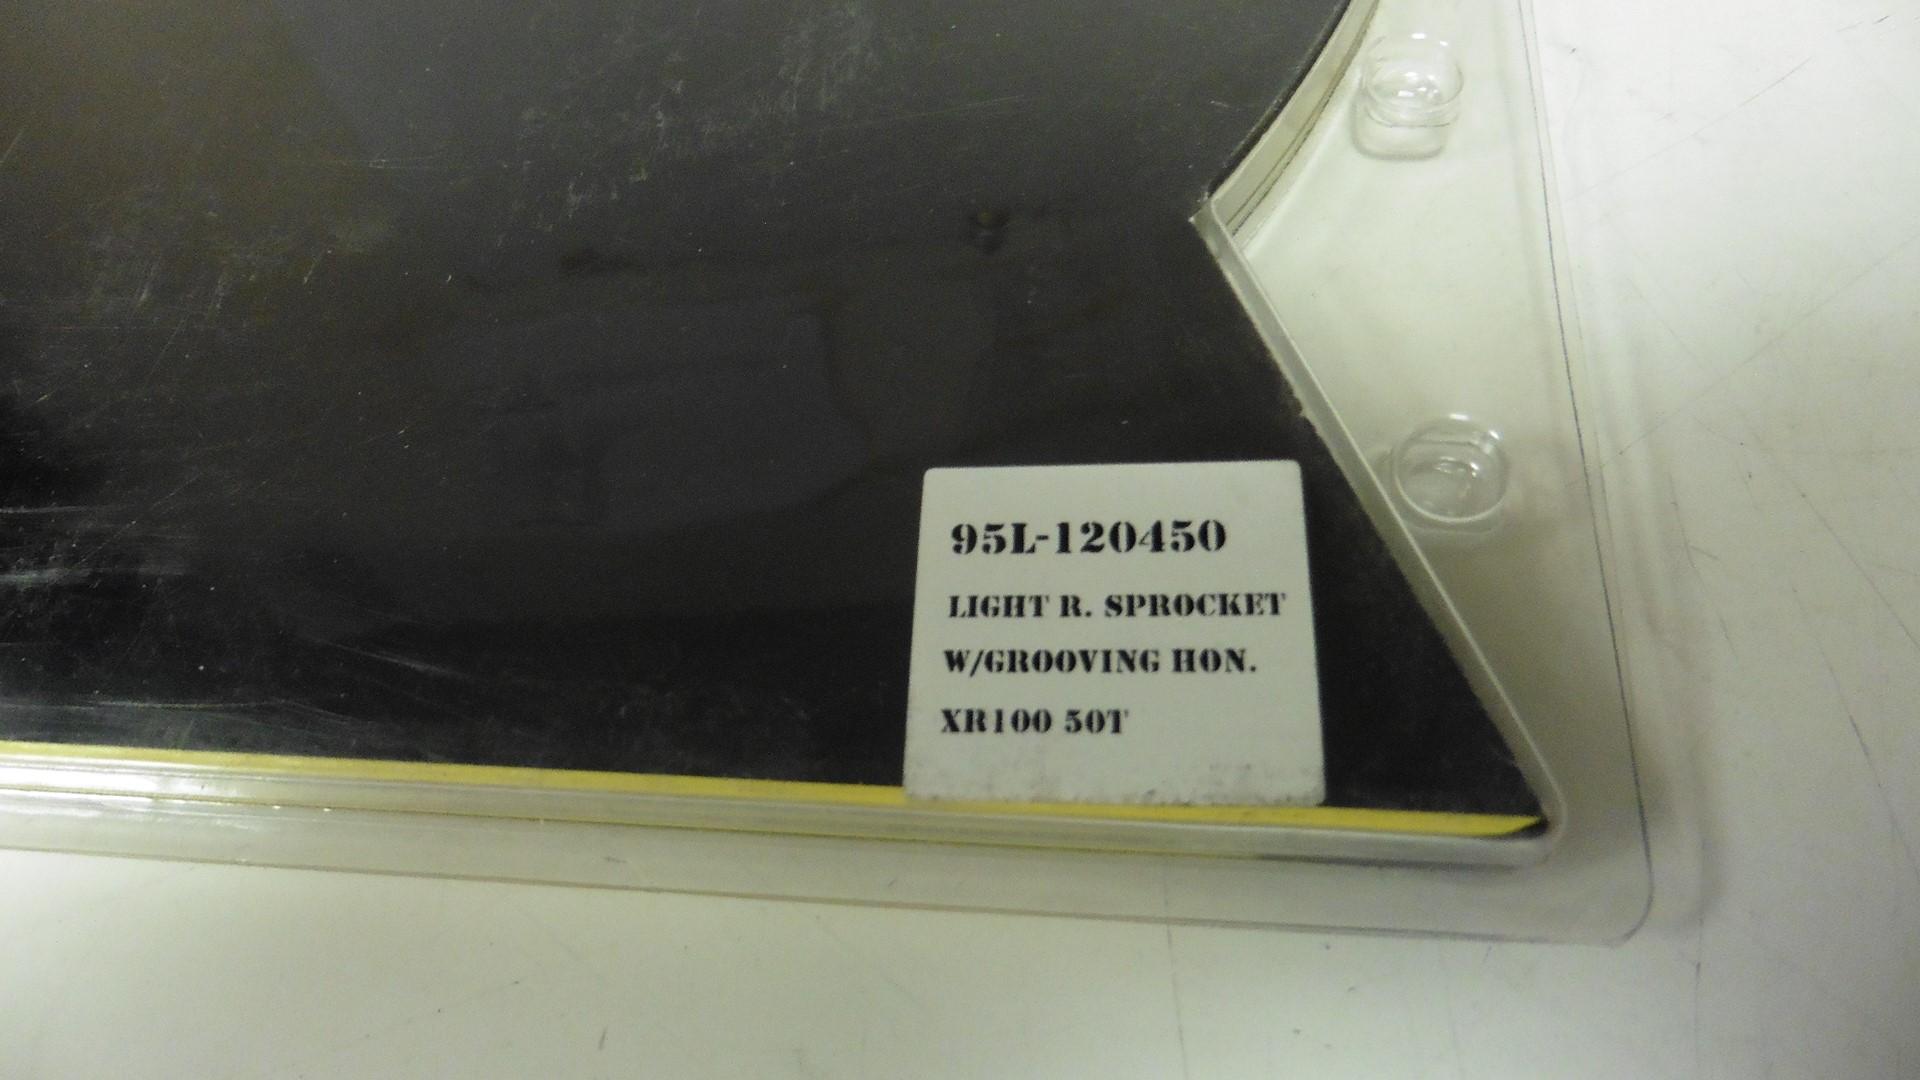 95L-120450
LIGHT R. SPROCKET
W/GROOVING HON.
XR100 50T